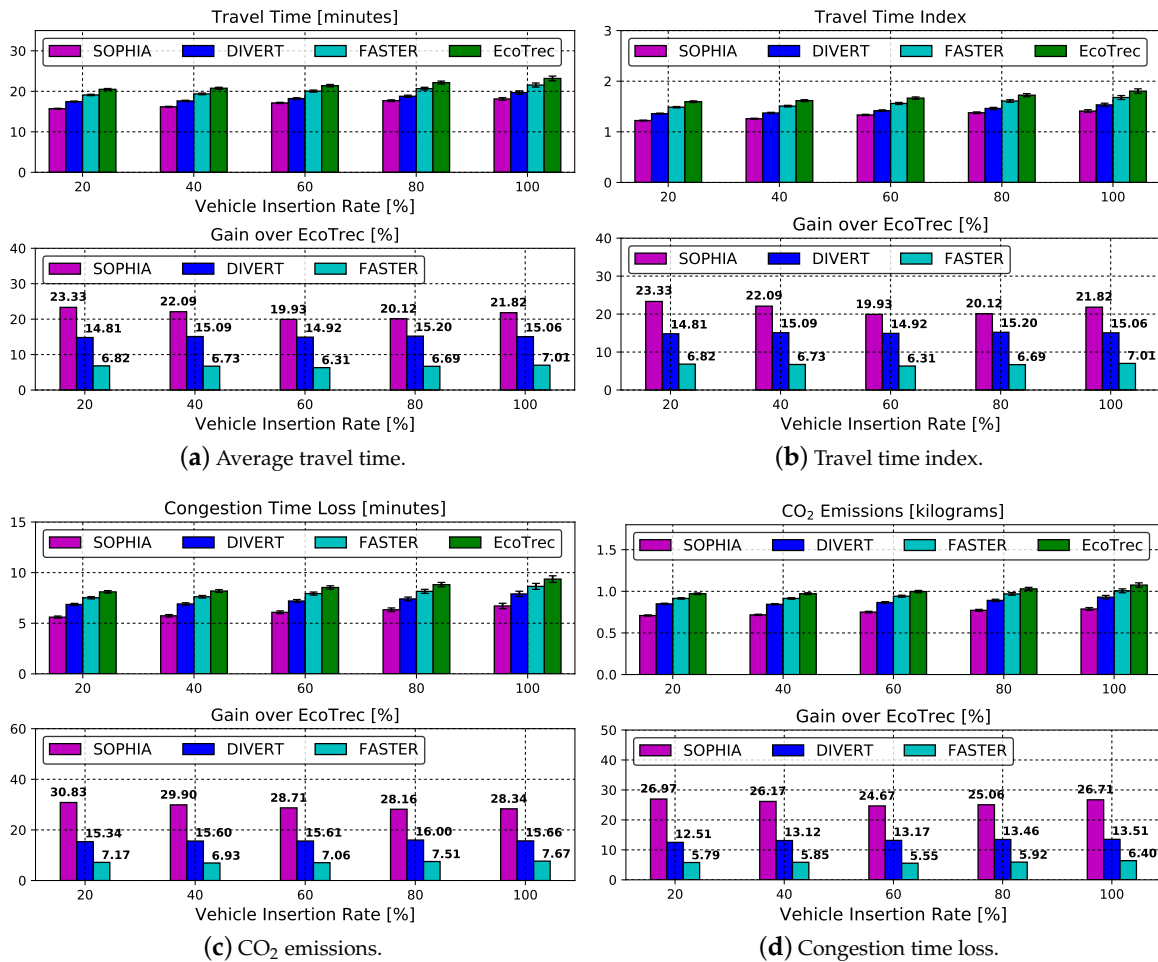 Travel Time [minutes]
SOPHIA DIVERT FASTER EcoTrec
30
20
10
0
20 40 60 80 100
Vehicle Insertion Rate [%]
Gain over EcoTrec [%]
SOPHIA DIVERT FASTER
40
30
20
10
0
23.33 14.81 6.82 22.09 15.09 6.73 19.93 14.92 6.31 20.12 15.20 6.69 21.82 15.06 7.01
20 40 60 80 100
Vehicle Insertion Rate [%]
(a) Average travel time.
Travel Time Index
SOPHIA DIVERT FASTER EcoTrec
3
2
1
0
20 40 60 80 100
Vehicle Insertion Rate [%]
Gain over EcoTrec [%]
SOPHIA DIVERT FASTER
40
30
20
10
0
23.33 14.81 6.82 22.09 15.09 6.73 19.93 14.92 6.31 20.12 15.20 6.69 21.82 15.06 7.01
20 40 60 80 100
Vehicle Insertion Rate [%]
(b) Travel time index.
Congestion Time Loss [minutes]
SOPHIA DIVERT FASTER EcoTrec
15
10
5
0
20 40 60 80 100
Vehicle Insertion Rate [%]
Gain over EcoTrec [%]
SOPHIA DIVERT FASTER
60
40
20
0
30.83 15.34 7.17 29.90 15.60 6.93 28.71 15.61 7.06 28.16 16.00 7.51 28.34 15.66 7.67
20 40 60 80 100
Vehicle Insertion Rate [%]
(c) CO₂ emissions.
CO₂ Emissions [kilograms]
SOPHIA DIVERT FASTER EcoTrec
1.5
1.0
0.5
0.0
20 40 60 80 100
Vehicle Insertion Rate [%]
Gain over EcoTrec [%]
SOPHIA DIVERT FASTER
50
40
30
20
10
0
26.97 12.51 5.79 26.17 13.12 5.85 24.67 13.17 5.55 25.06 13.46 5.92 26.71 13.51 6.40
20 40 60 80 100
Vehicle Insertion Rate [%]
(d) Congestion time loss.